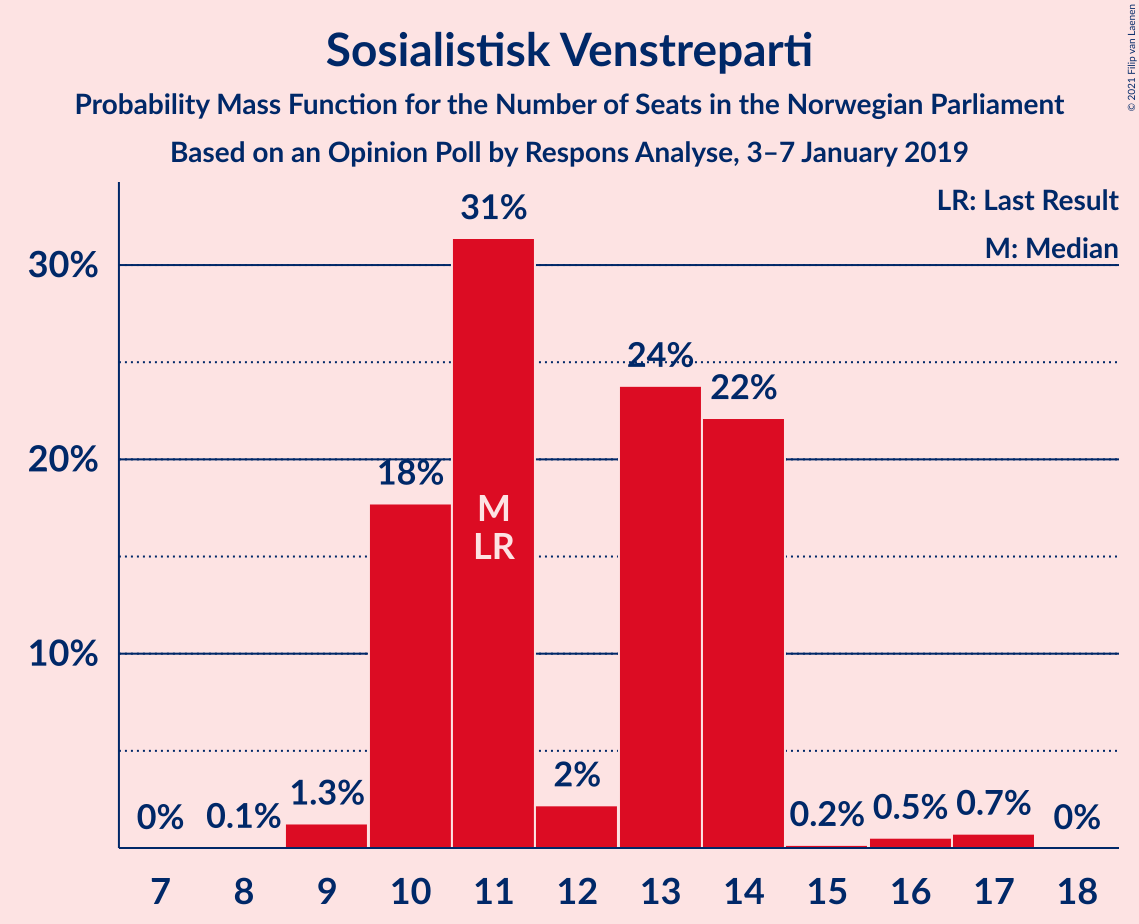 Sosialistisk Venstreparti
Probability Mass Function for the Number of Seats in the Norwegian Parliament
Based on an Opinion Poll by Respons Analyse, 3–7 January 2019
© 2021 Filip van Laenen
LR: Last Result
M: Median
30%
20%
10%
0%
0.1%
1.3%
18%
31%
M
LR
2%
24%
22%
0.2%
0.5%
0.7%
0%
7 8 9 10 11 12 13 14 15 16 17 18